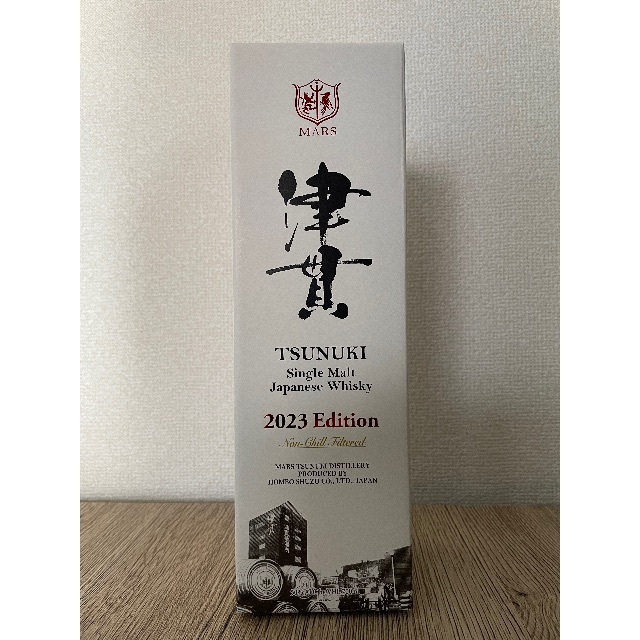 MARS
津貫
TSUNUKI
Single Malt
Japanese Whisky
2023 Edition
Non-Chill Filtered
MARS TSUNUKI DISTILLERY
PRODUCED BY
HOMBO SHUZO CO., LTD. JAPAN